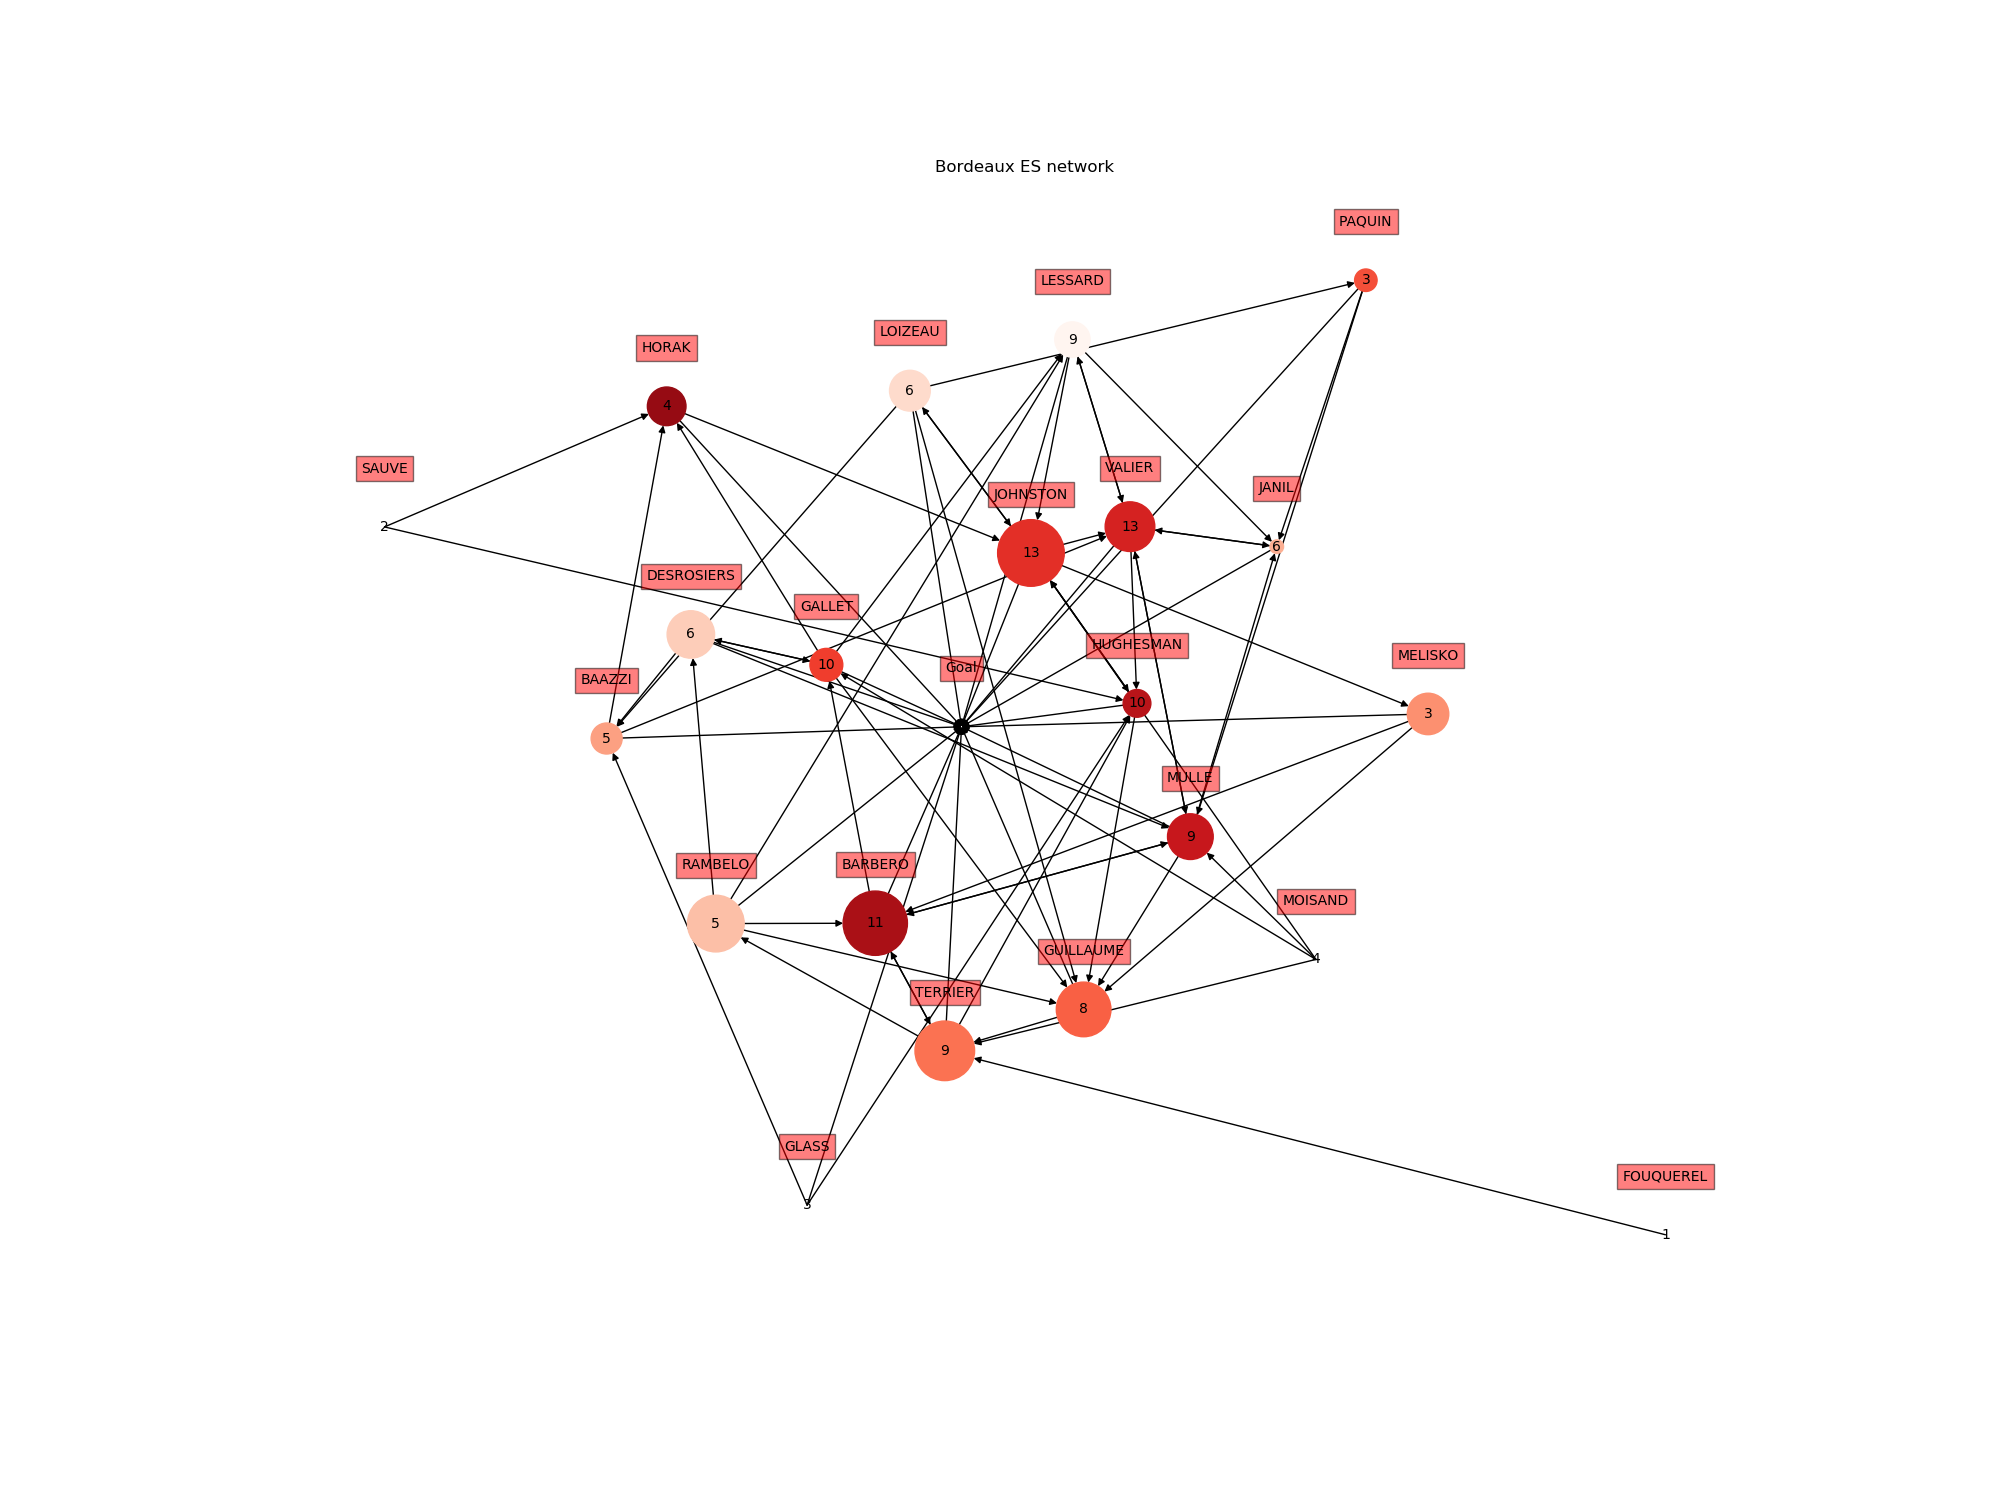 Bordeaux ES network
PAQUIN
3
LESSARD
9
LOIZEAU
6
HORAK
4
SAUVE
2
VALIER
13
JOHNSTON
13
JANIL
6
DESROSIERS
6
GALLET
10
HUGHESMAN
10
Goal
MELISKO
3
BAAZZI
5
MULLE
9
RAMBELO
5
BARBERO
11
MOISAND
4
GUILLAUME
8
TERRIER
9
GLASS
3
FOUQUEREL
1